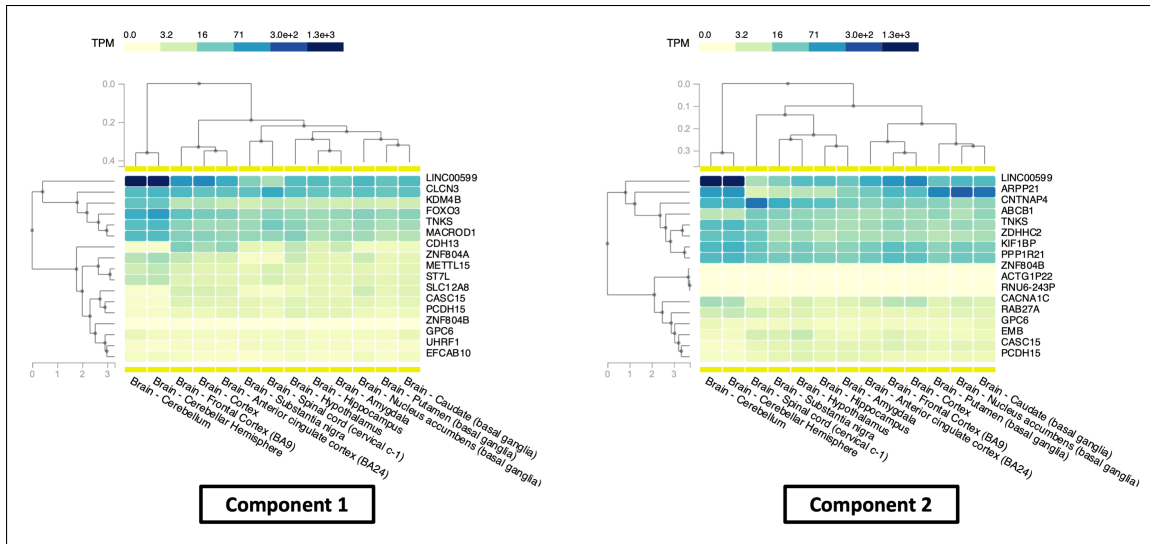 0.0 3.2 16 71 3.0e+2 1.3e+3
TPM
0.0
0.2
0.4
LINC00599
CLCN3
KDM4B
FOXO3
TNKS
MACROD1
CDH13
ZNF804A
METTL15
ST7L
SLC12A8
CASC15
PCDH15
ZNF804B
GPC6
UHRF1
EFCAB10
0 1 2 3
Brain - Cerebellum
Brain - Cerebellar Hemisphere
Brain - Frontal Cortex (BA9)
Brain - Cortex
Brain - Anterior cingulate cortex (BA24)
Brain - Substantia nigra
Brain - Spinal cord (cervical c-1)
Brain - Hypothalamus
Brain - Hippocampus
Brain - Amygdala
Brain - Nucleus accumbens (basal ganglia)
Brain - Putamen (basal ganglia)
Brain - Caudate (basal ganglia)
Component 1
0.0 3.2 16 71 3.0e+2 1.3e+3
TPM
0.0
0.1
0.2
0.3
LINC00599
ARPP21
CNTNAP4
ABCB1
TNKS
ZDHHC2
KIF1BP
PPP1R21
ZNF804B
ACTG1P22
RNU6-243P
CACNA1C
RAB27A
GPC6
EMB
CASC15
PCDH15
0 1 2 3
Brain - Cerebellum
Brain - Cerebellar Hemisphere
Brain - Spinal cord (cervical c-1)
Brain - Substantia nigra
Brain - Hypothalamus
Brain - Hippocampus
Brain - Amygdala
Brain - Anterior cingulate cortex (BA24)
Brain - Frontal Cortex (BA9)
Brain - Cortex
Brain - Putamen (basal ganglia)
Brain - Nucleus accumbens (basal ganglia)
Brain - Caudate (basal ganglia)
Component 2